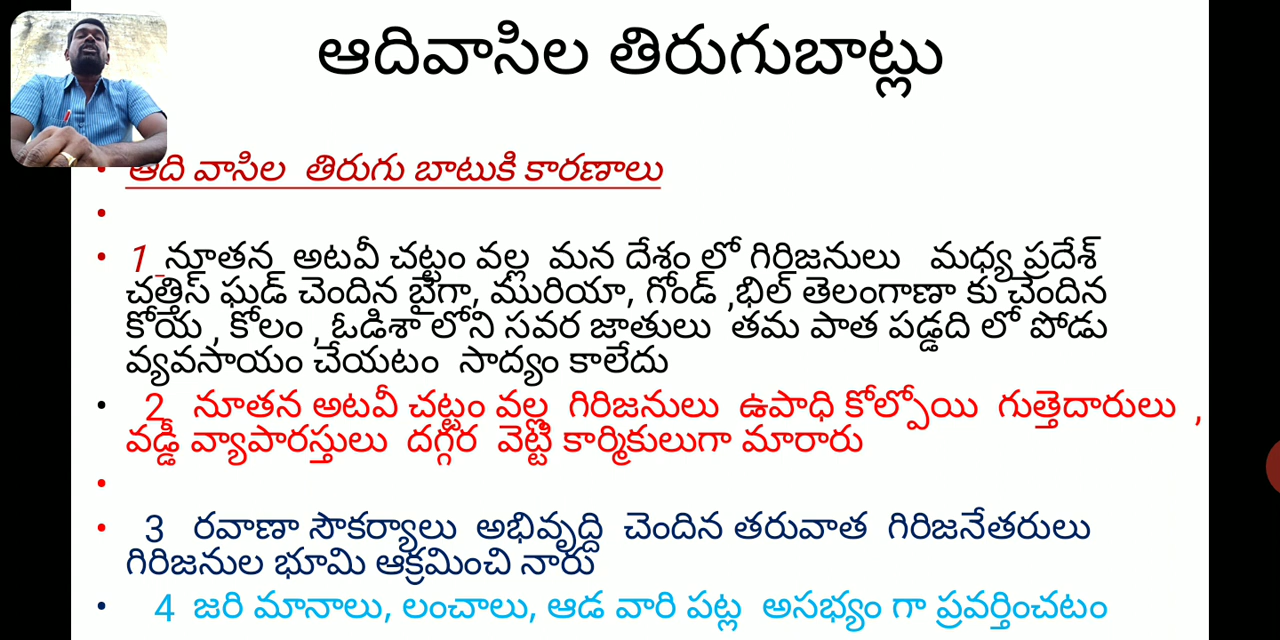 ఆదివాసిల తిరుగుబాట్లు
ఆది వాసిల తిరుగు బాటుకి కారణాలు
1 నూతన అటవీ చట్టం వల్ల మన దేశం లో గిరిజనులు మధ్య ప్రదేశ్
చత్తిస్ ఘడ్ చెందిన బైగా, మురియా, గోండ్ ,భిల్ తెలంగాణా కు చెందిన
కోయ , కోలం , ఓడిశా లోని సవర జాతులు తమ పాత పడ్డది లో పోడు
వ్యవసాయం చేయటం సాద్యం కాలేదు
2 నూతన అటవీ చట్టం వల్ల గిరిజనులు ఉపాధి కోల్పోయి గుత్తెదారులు ,
వడ్డీ వ్యాపారస్తులు దగ్గర వెట్టి కార్మికులుగా మారారు
3 రవాణా సౌకర్యాలు అభివృద్ది చెందిన తరువాత గిరిజనేతరులు
గిరిజనుల భూమి ఆక్రమించి నారు
4 జరి మానాలు, లంచాలు, ఆడ వారి పట్ల అసభ్యం గా ప్రవర్తించటం